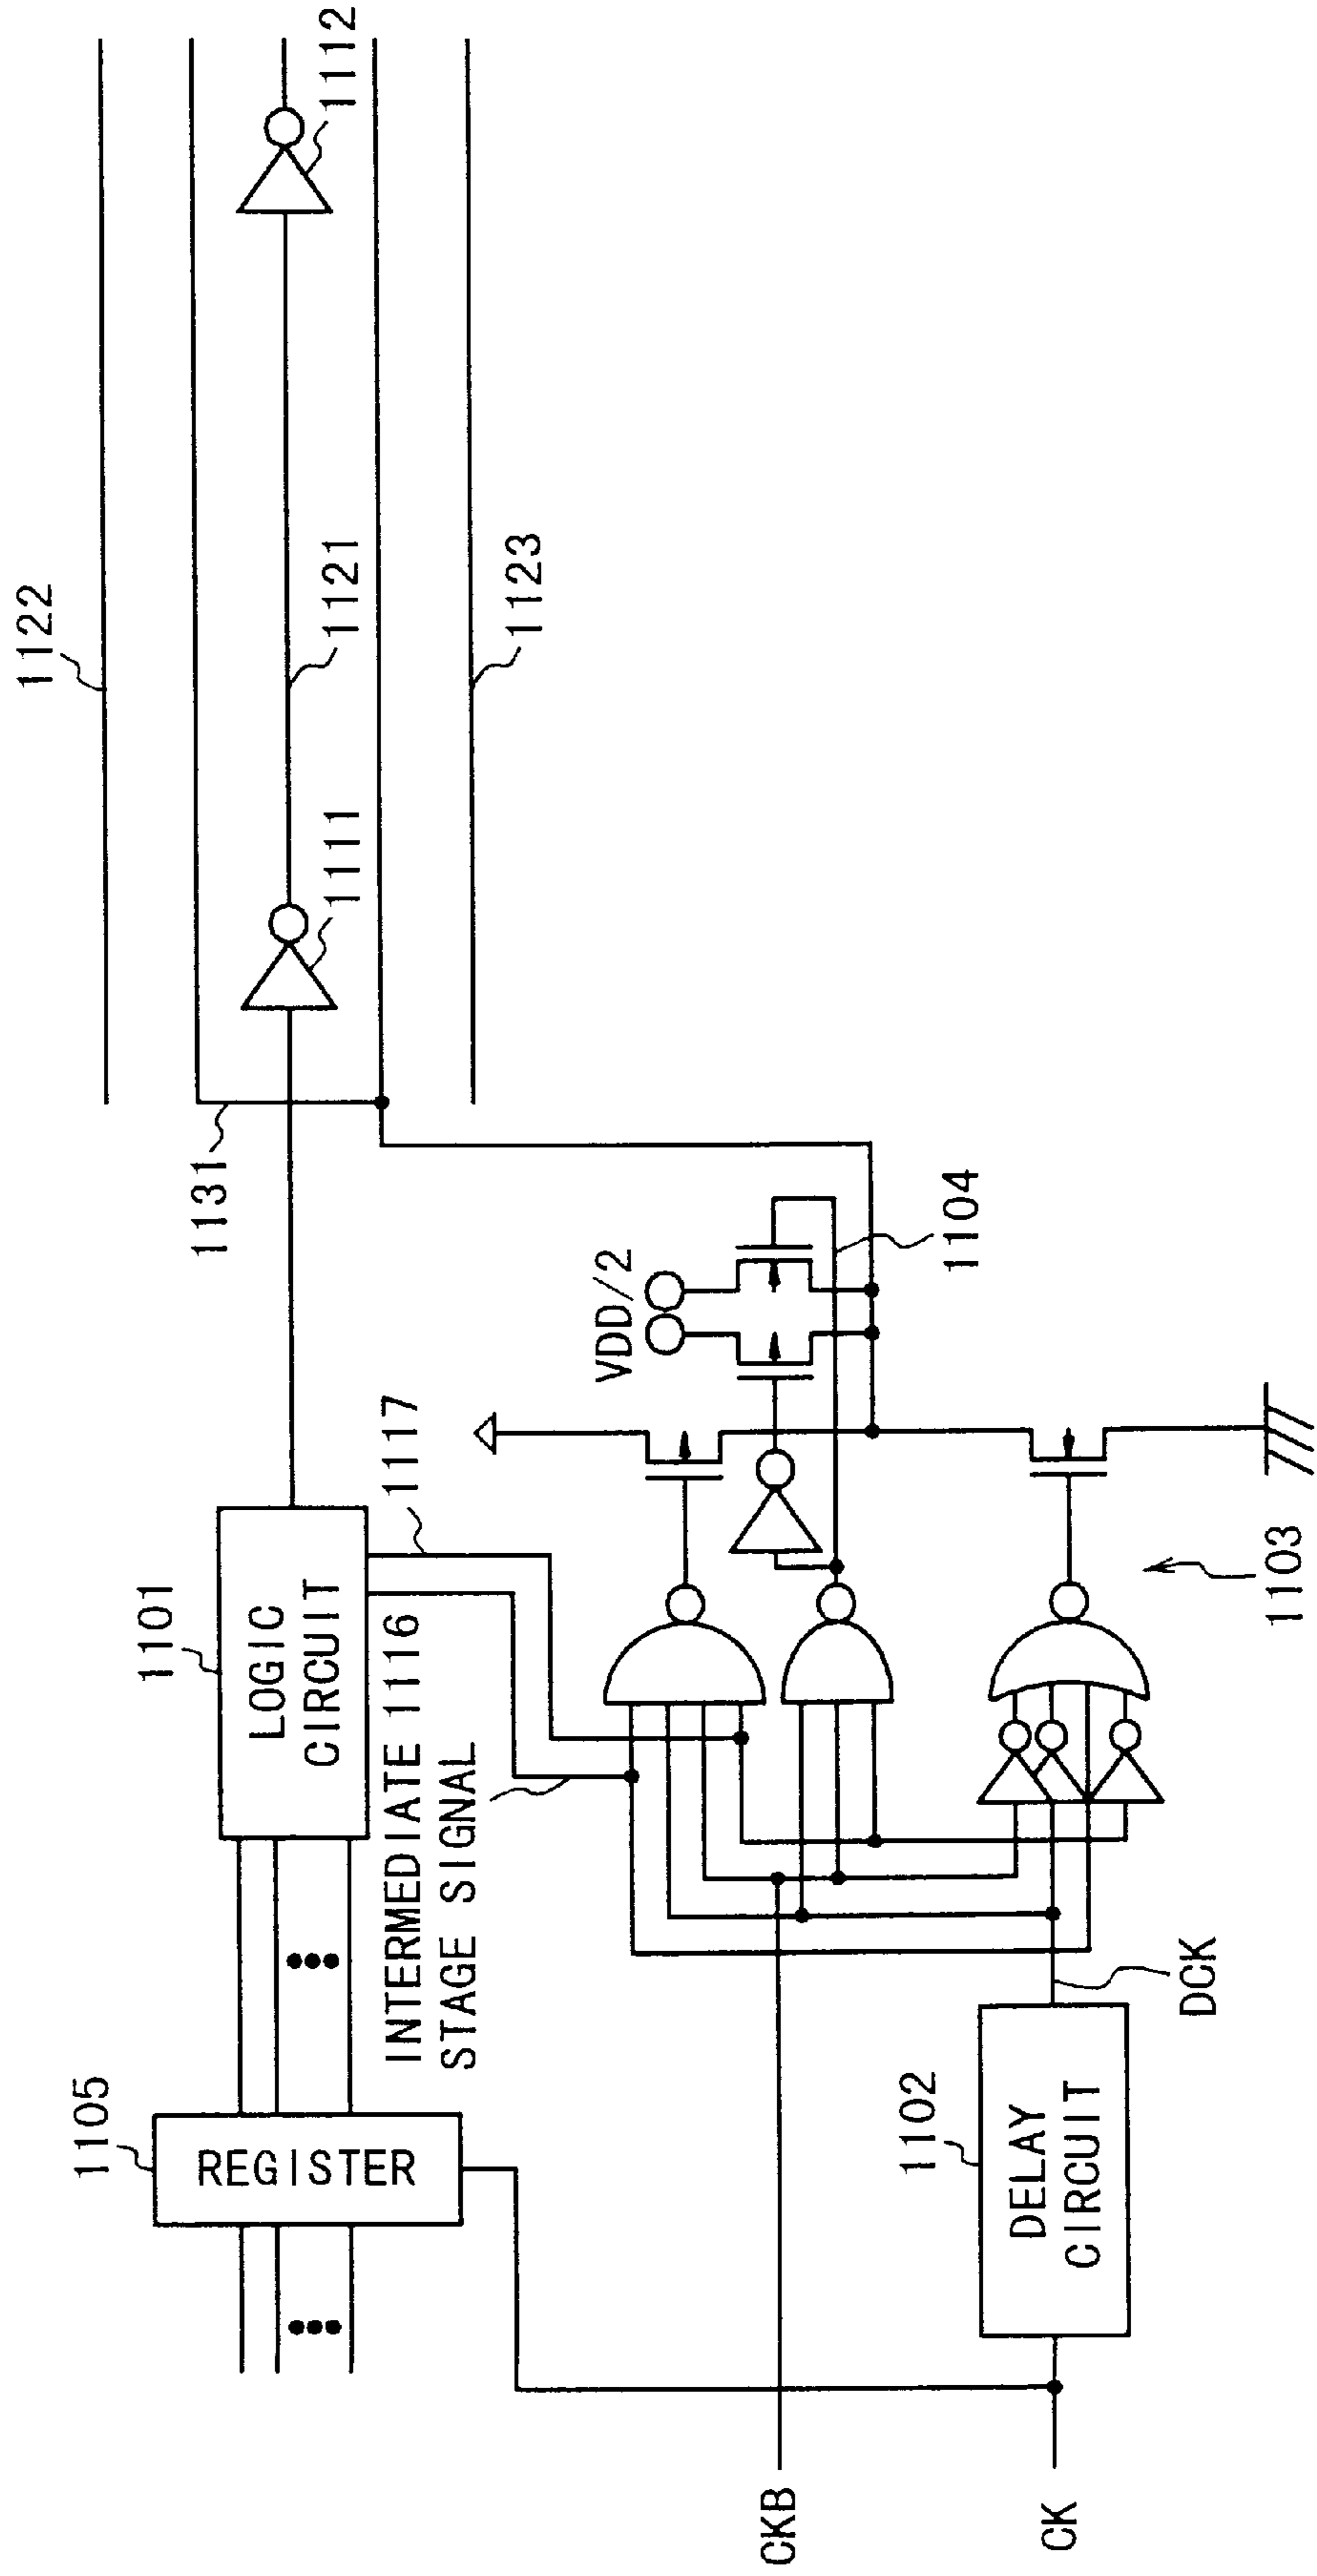 1122
1112
1121
1123
1111
1131
1104
VDD/2
1117
1101
LOGIC
CIRCUIT
INTERMEDIATE 1116
STAGE SIGNAL
1103
1105
REGISTER
1102
DELAY
CIRCUIT
DCK
CKB
CK